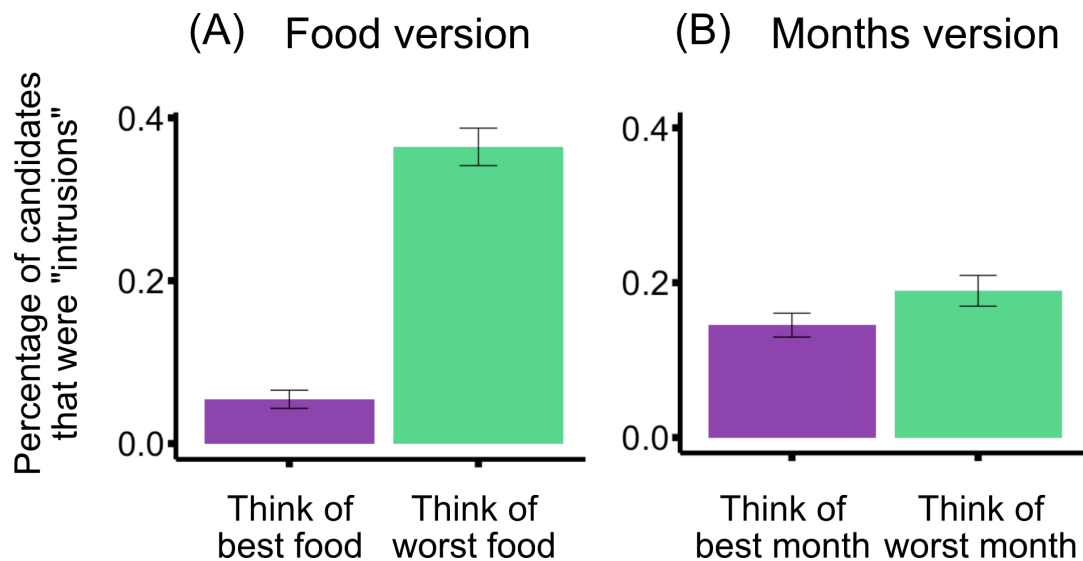 (A) Food version
(B) Months version
Percentage of candidates
that were "intrusions"
0.4
0.2
0.0
Think of
best food
Think of
worst food
0.4
0.2
0.0
Think of
best month
Think of
worst month